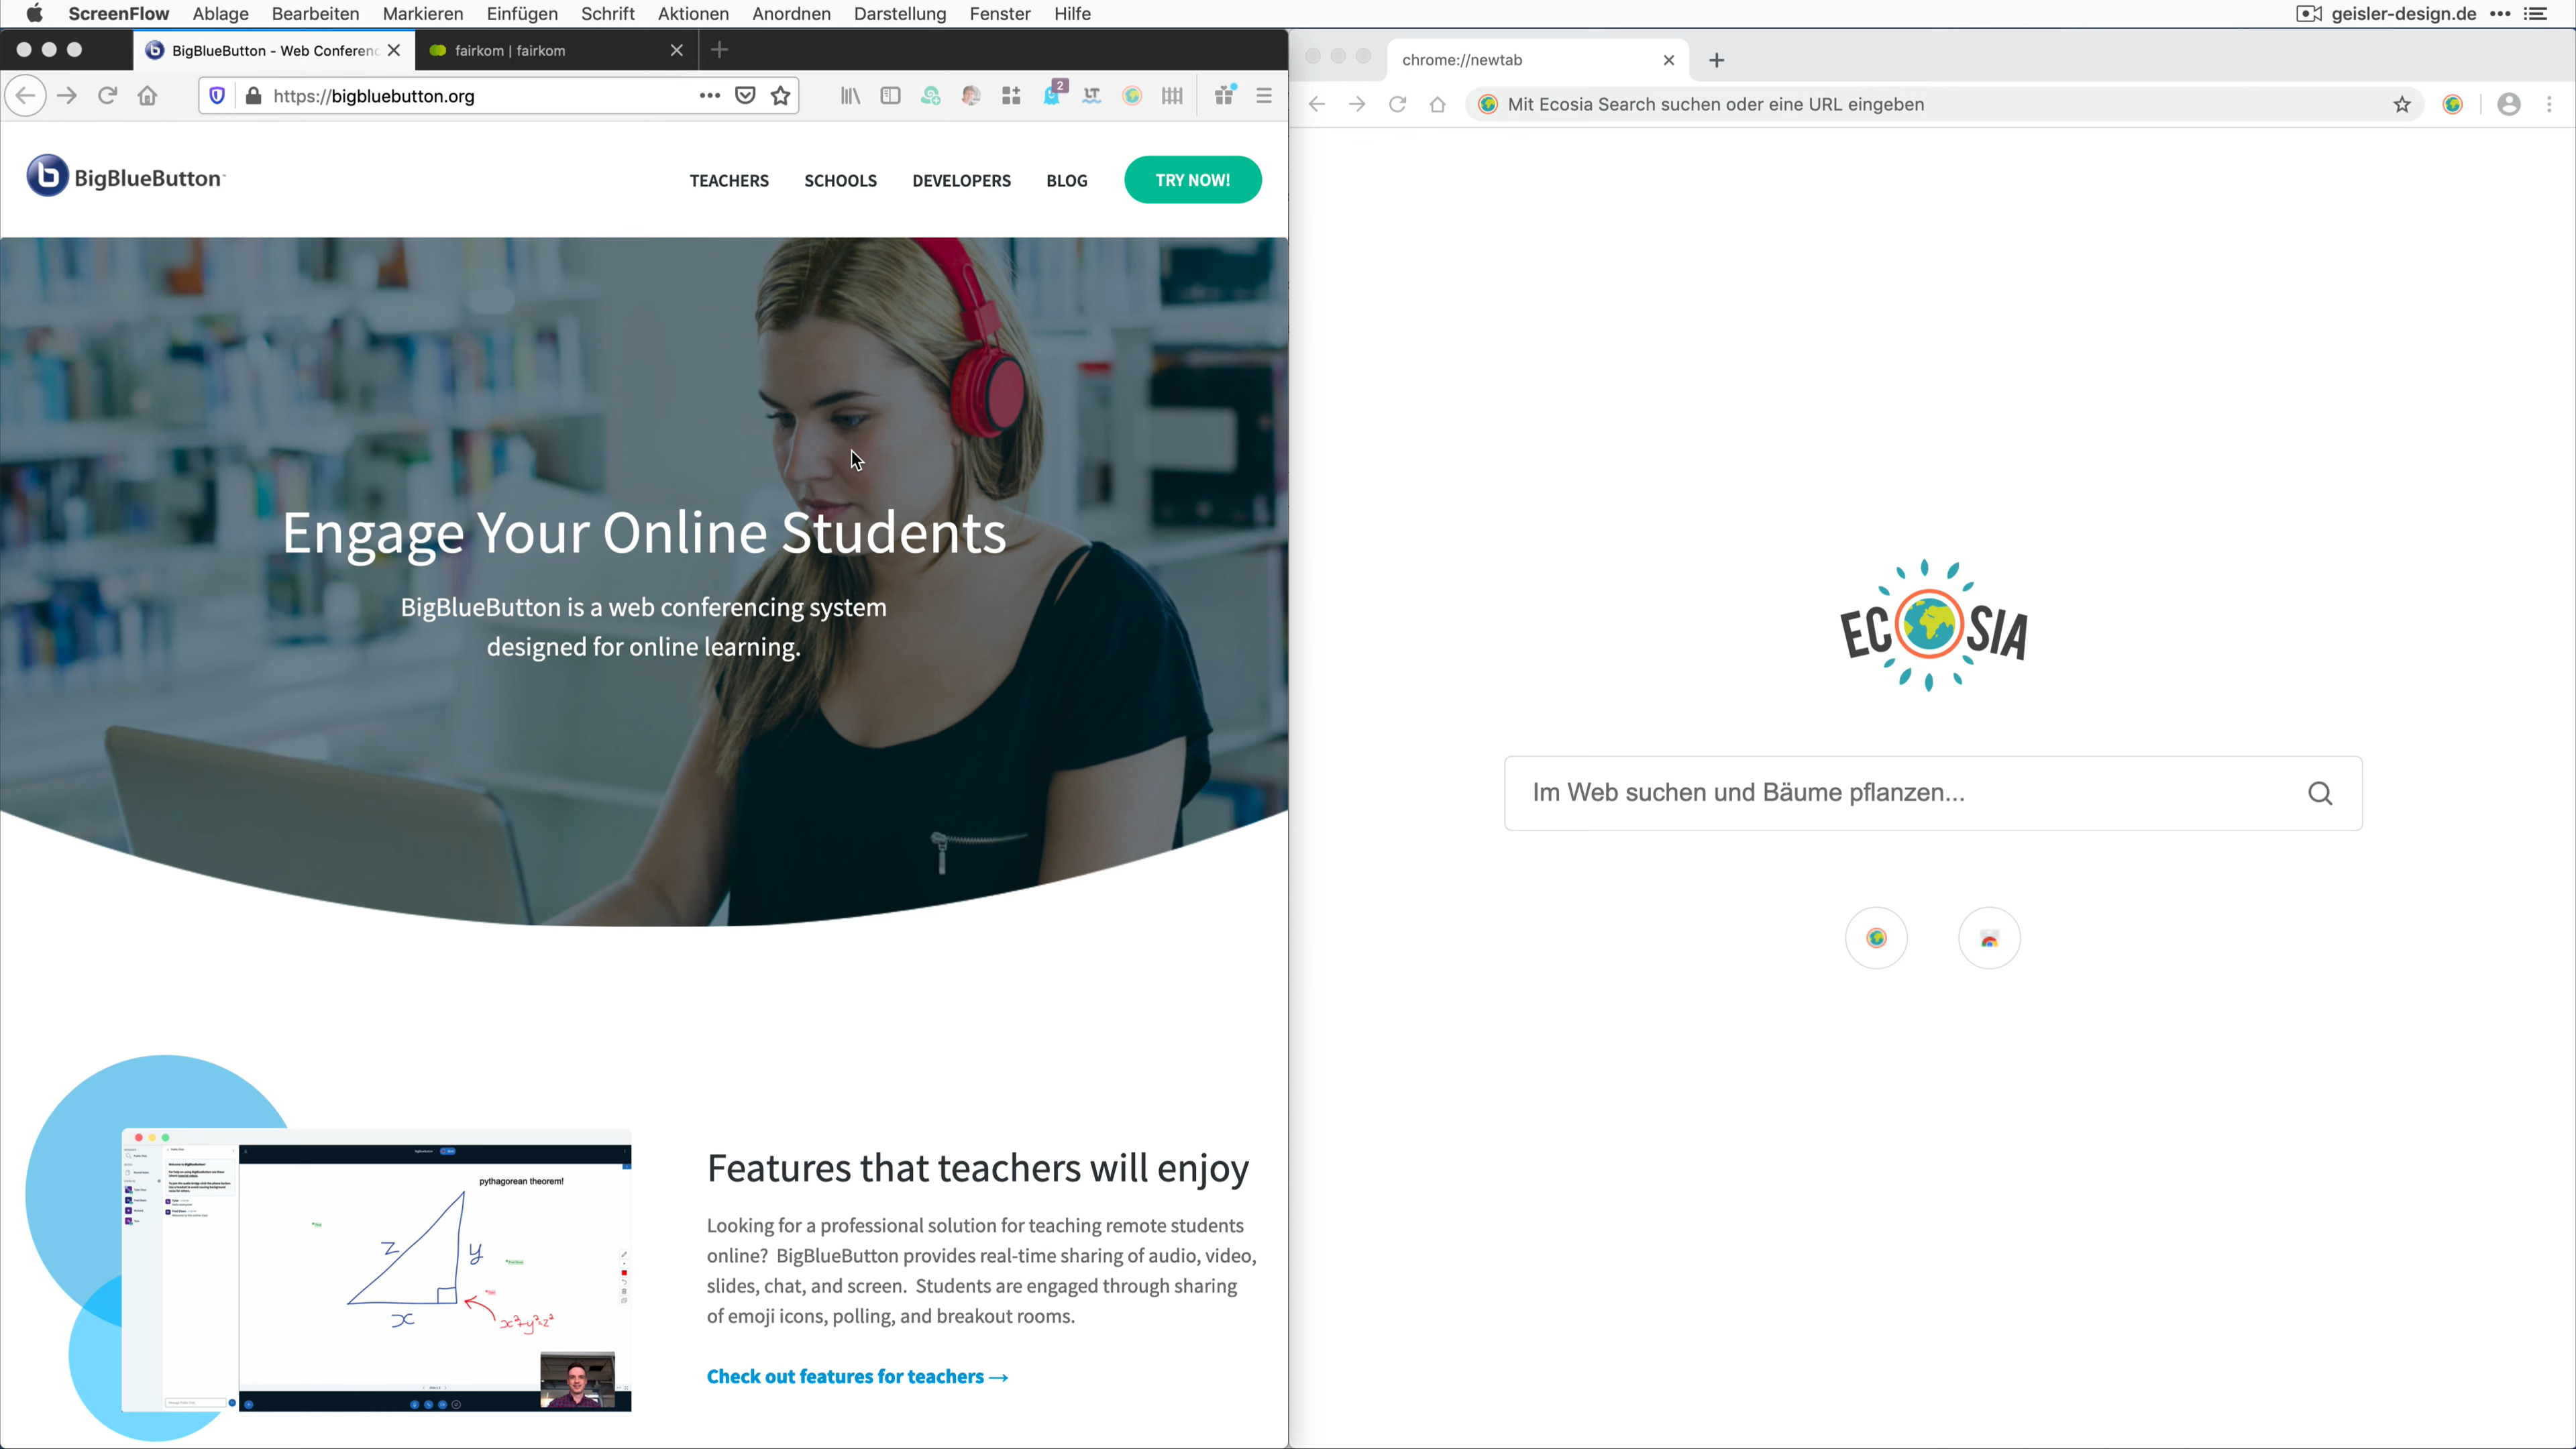 ScreenFlow Ablage Bearbeiten Markieren Einfügen Schrift Aktionen Anordnen Darstellung Fenster Hilfe
geisler-design.de
BigBlueButton - Web Conferenc
fairkom | fairkom
https://bigbluebutton.org
2
LT
BigBlueButton
TEACHERS SCHOOLS DEVELOPERS BLOG TRY NOW!
Engage Your Online Students
BigBlueButton is a web conferencing system
designed for online learning.
pythagorean theorem!
z
y
x
x²+y²=z²
Features that teachers will enjoy
Looking for a professional solution for teaching remote students
online? BigBlueButton provides real-time sharing of audio, video,
slides, chat, and screen. Students are engaged through sharing
of emoji icons, polling, and breakout rooms.
Check out features for teachers →
chrome://newtab
Mit Ecosia Search suchen oder eine URL eingeben
ECOSIA
Im Web suchen und Bäume pflanzen...